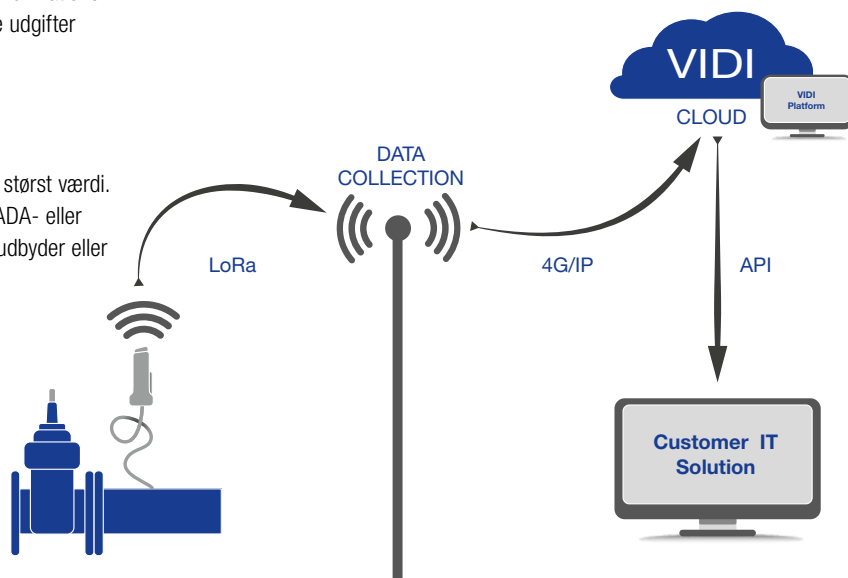 e udgifter
størst værdi.
ADA- eller
udbyder eller
VIDI
VIDI
Platform
CLOUD
DATA
COLLECTION
LoRa
4G/IP
API
Customer IT
Solution